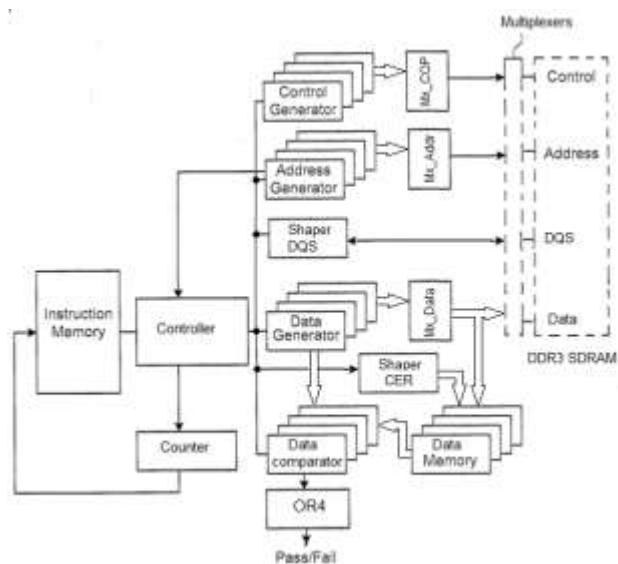 Multiplexers
Control
Generator
Mx_COP
Control
Address
Generator
Mx_Addr
Address
Shaper
DQS
DQS
Instruction
Memory
Controller
Data
Generator
Mx_Data
Data
DDR3 SDRAM
Shaper
CER
Counter
Data
comparator
Data
Memory
OR4
Pass/Fail